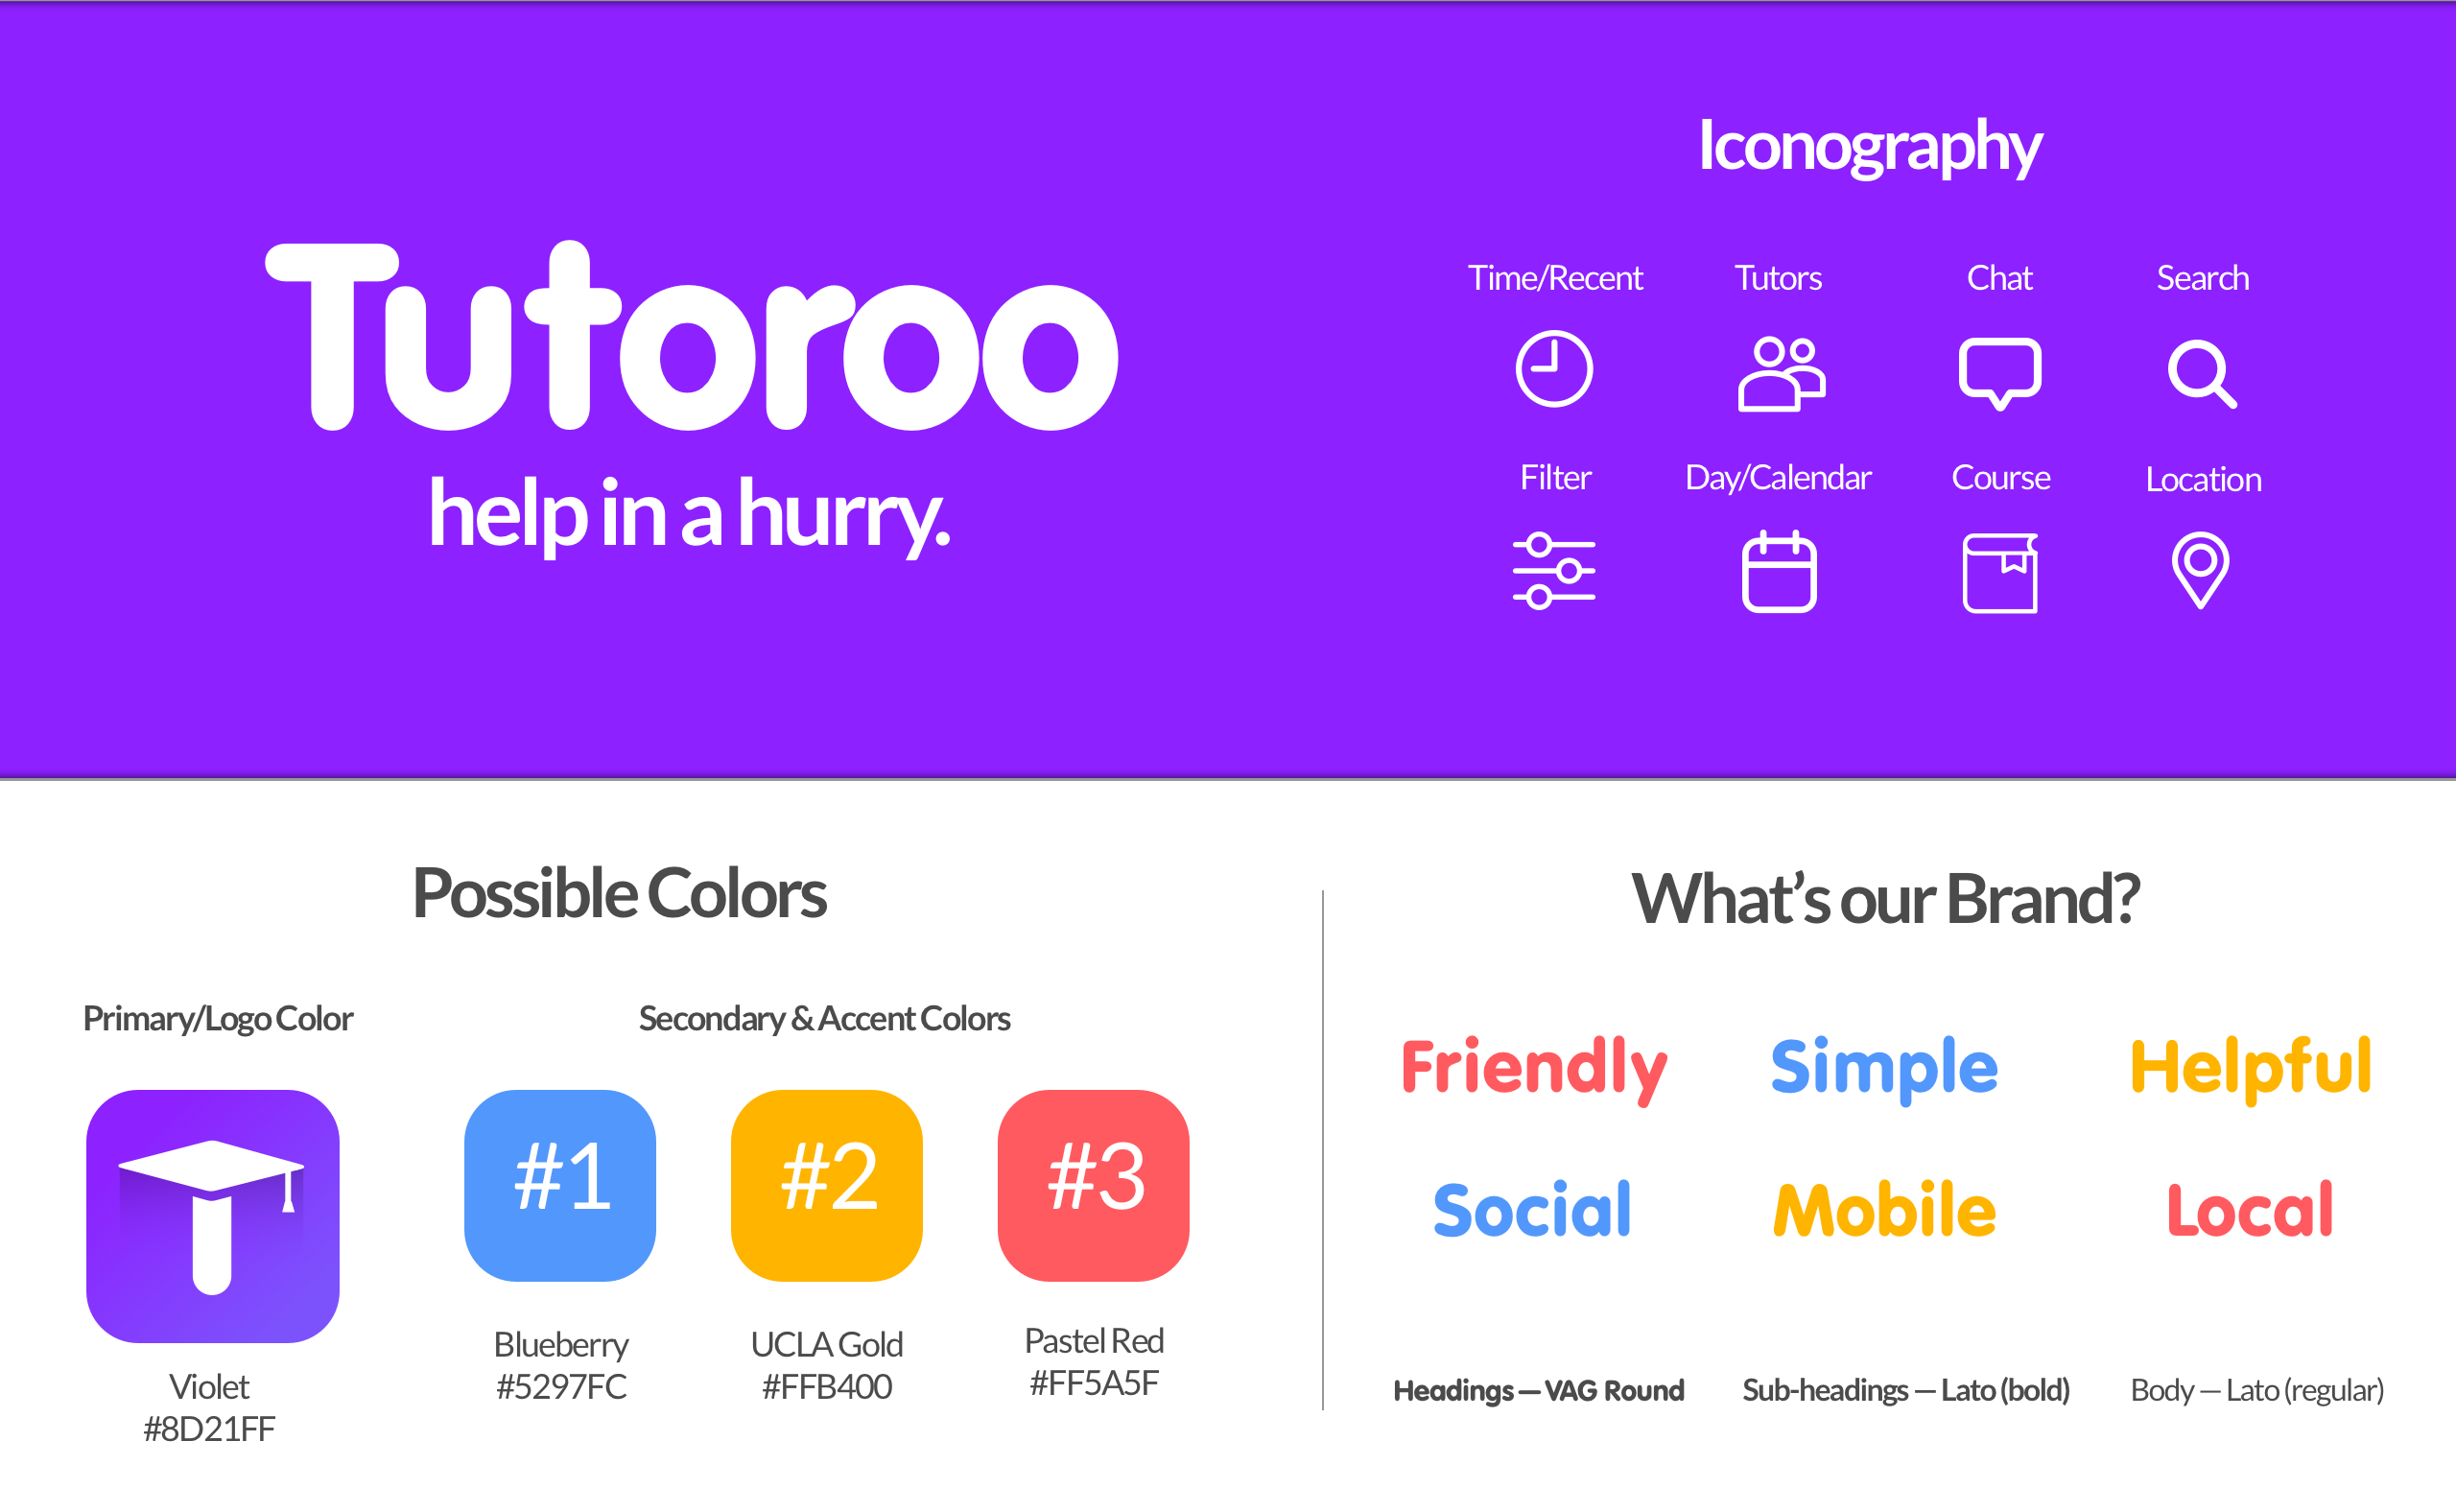 Tutoroo
help in a hurry.
Iconography
Time/Recent
Tutors
Chat
Search
Filter
Day/Calendar
Course
Location
Possible Colors
Primary/Logo Color
Secondary & Accent Colors
#1
#2
#3
Violet
#8D21FF
Blueberry
#5297FC
UCLA Gold
#FFB400
Pastel Red
#FF5A5F
What's our Brand?
Friendly
Simple
Helpful
Social
Mobile
Local
Headings — VAG Round
Sub-headings — Lato (bold)
Body — Lato (regular)